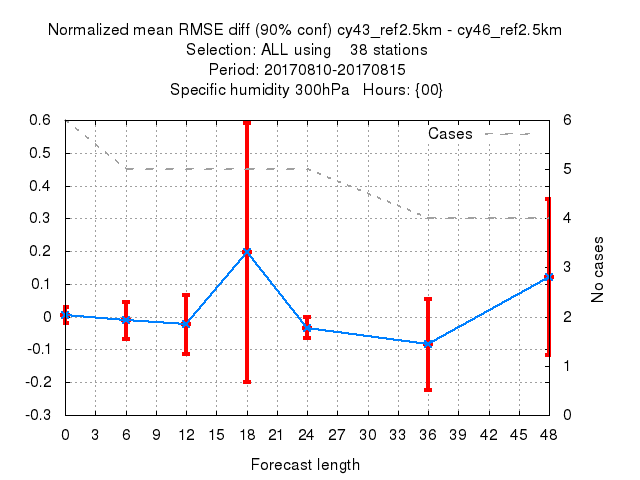 Normalized mean RMSE diff (90% conf) cy43_ref2.5km - cy46_ref2.5km
Selection: ALL using    38 stations
Period: 20170810-20170815
Specific humidity 300hPa   Hours: {00}
Cases
0.6
0.5
0.4
0.3
0.2
0.1
0
-0.1
-0.2
-0.3
6
5
4
3
2
1
0
No cases
0 3 6 9 12 15 18 21 24 27 30 33 36 39 42 45 48
Forecast length